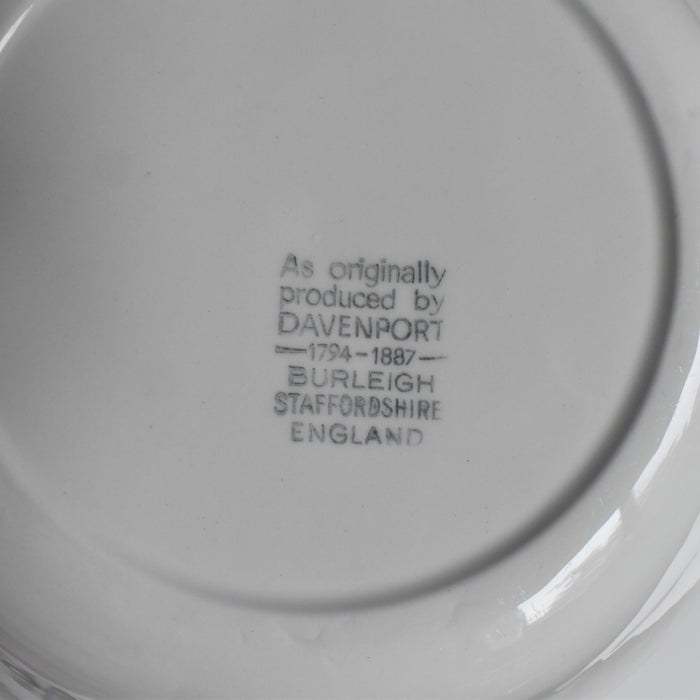 As originally
produced by
DAVENPORT
—1794-1887—
BURLEIGH
STAFFORDSHIRE
ENGLAND